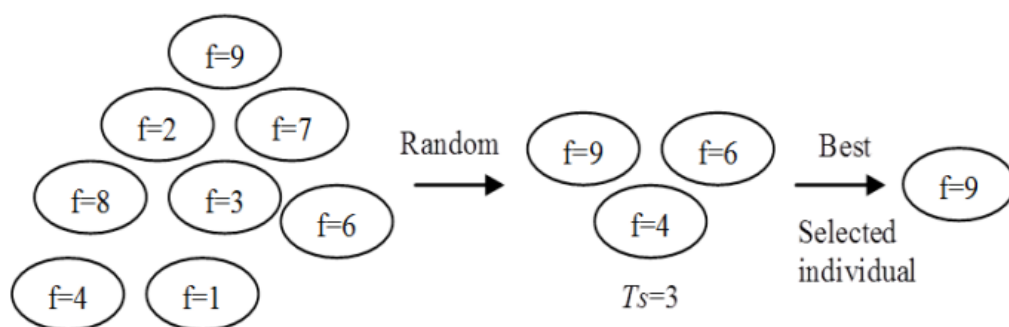 f=9
f=2
f=7
f=8
f=3
f=6
f=4
f=1
Random
f=9
f=6
f=4
Ts=3
Best
Selected
individual
f=9